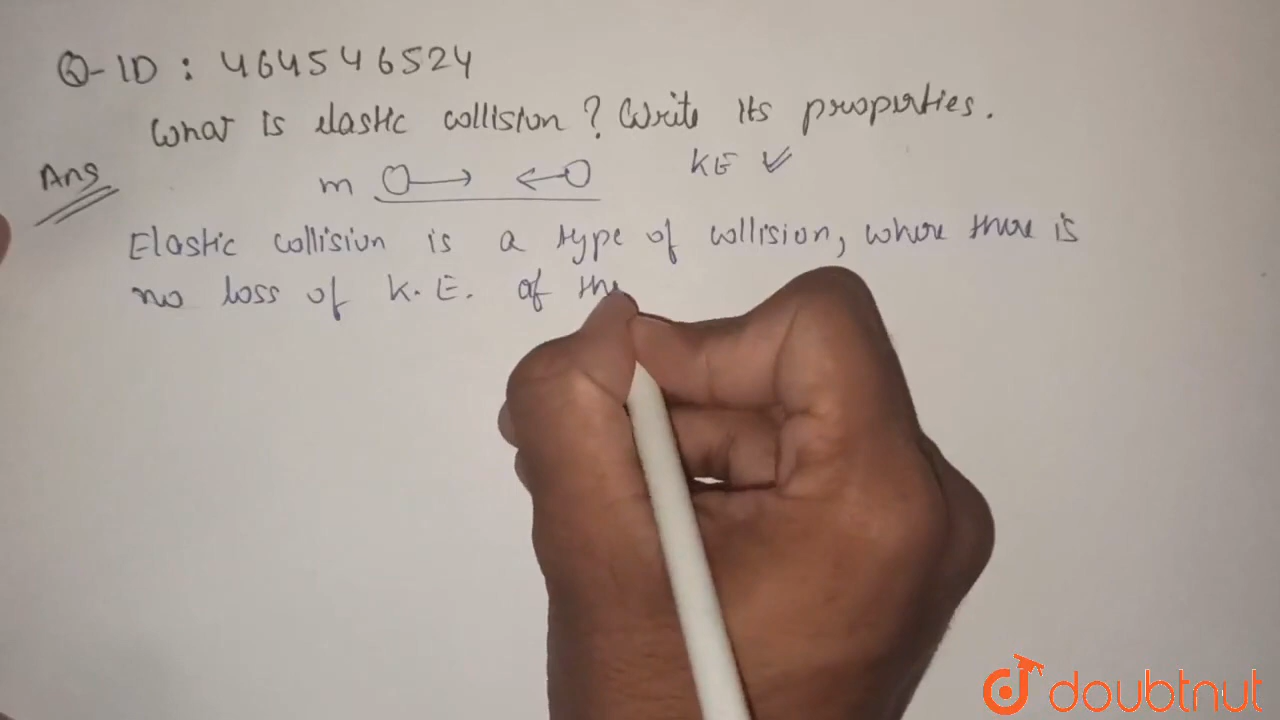 Q-ID : 464546524
What is elastic collision ? Write its properties.
Ans
m
KE
Elastic collision is a type of collision, where there is
no loss of K.E. of the
doubtnut